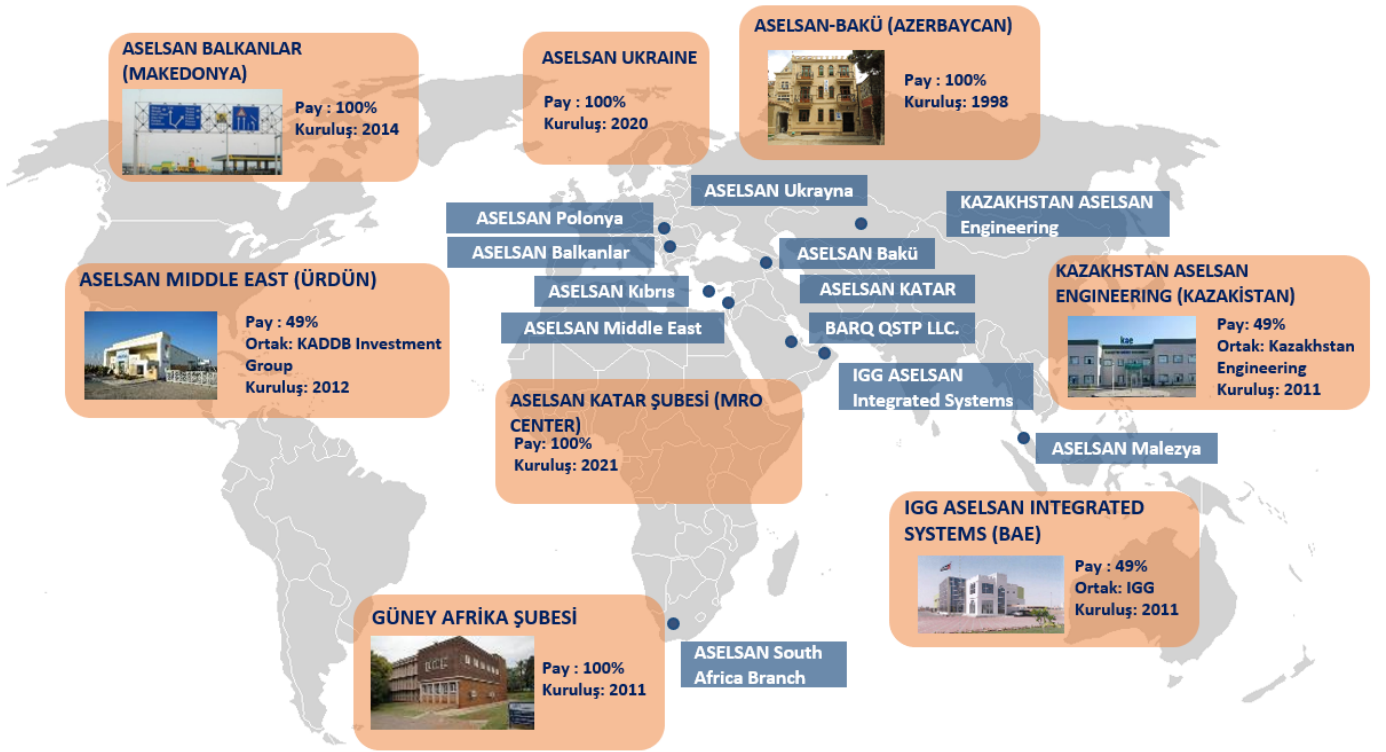 ASELSAN BALKANLAR
(MAKEDONYA)
Pay : 100%
Kuruluş: 2014
ASELSAN UKRAINE
Pay : 100%
Kuruluş: 2020
ASELSAN-BAKÜ (AZERBAYCAN)
Pay : 100%
Kuruluş: 1998
ASELSAN Ukrayna
KAZAKHSTAN ASELSAN
Engineering
ASELSAN Polonya
ASELSAN Balkanlar
ASELSAN Bakü
ASELSAN Kıbrıs
ASELSAN KATAR
ASELSAN Middle East
BARQ QSTP LLC.
IGG ASELSAN
Integrated Systems
ASELSAN MIDDLE EAST (ÜRDÜN)
Pay : 49%
Ortak: KADDB Investment
Group
Kuruluş: 2012
KAZAKHSTAN ASELSAN
ENGINEERING (KAZAKİSTAN)
kae
Pay: 49%
Ortak: Kazakhstan
Engineering
Kuruluş: 2011
ASELSAN KATAR ŞUBESİ (MRO
CENTER)
Pay: 100%
Kuruluş: 2021
ASELSAN Malezya
IGG ASELSAN INTEGRATED
SYSTEMS (BAE)
Pay : 49%
Ortak: IGG
Kuruluş: 2011
GÜNEY AFRİKA ŞUBESİ
Pay : 100%
Kuruluş: 2011
ASELSAN South
Africa Branch